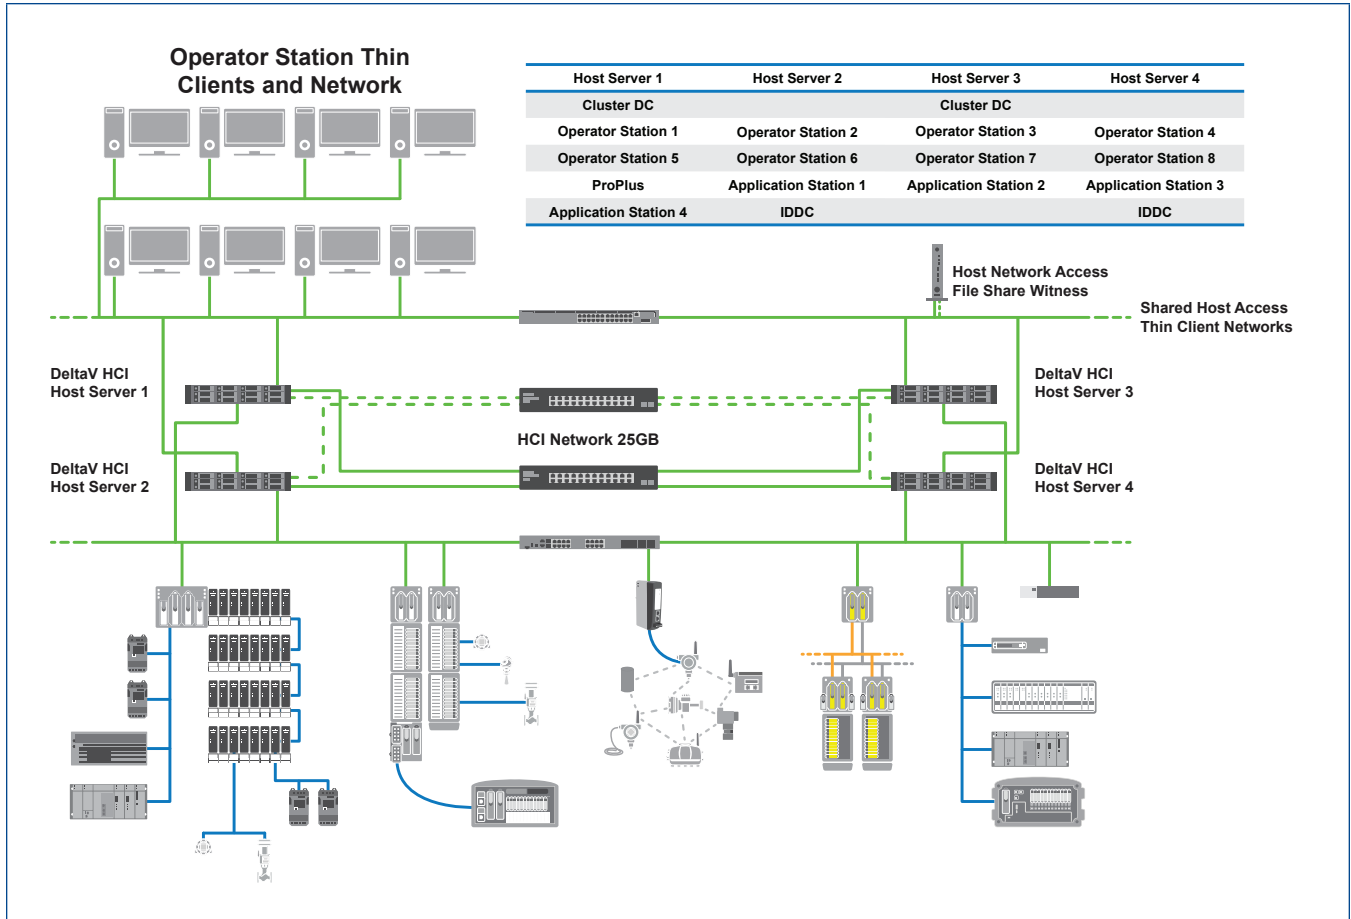 Operator Station Thin
Clients and Network
Host Server 1 Host Server 2 Host Server 3 Host Server 4
Cluster DC Cluster DC
Operator Station 1 Operator Station 2 Operator Station 3 Operator Station 4
Operator Station 5 Operator Station 6 Operator Station 7 Operator Station 8
ProPlus Application Station 1 Application Station 2 Application Station 3
Application Station 4 IDDC IDDC
Host Network Access
File Share Witness
Shared Host Access
Thin Client Networks
DeltaV HCI
Host Server 1
DeltaV HCI
Host Server 3
HCI Network 25GB
DeltaV HCI
Host Server 2
DeltaV HCI
Host Server 4